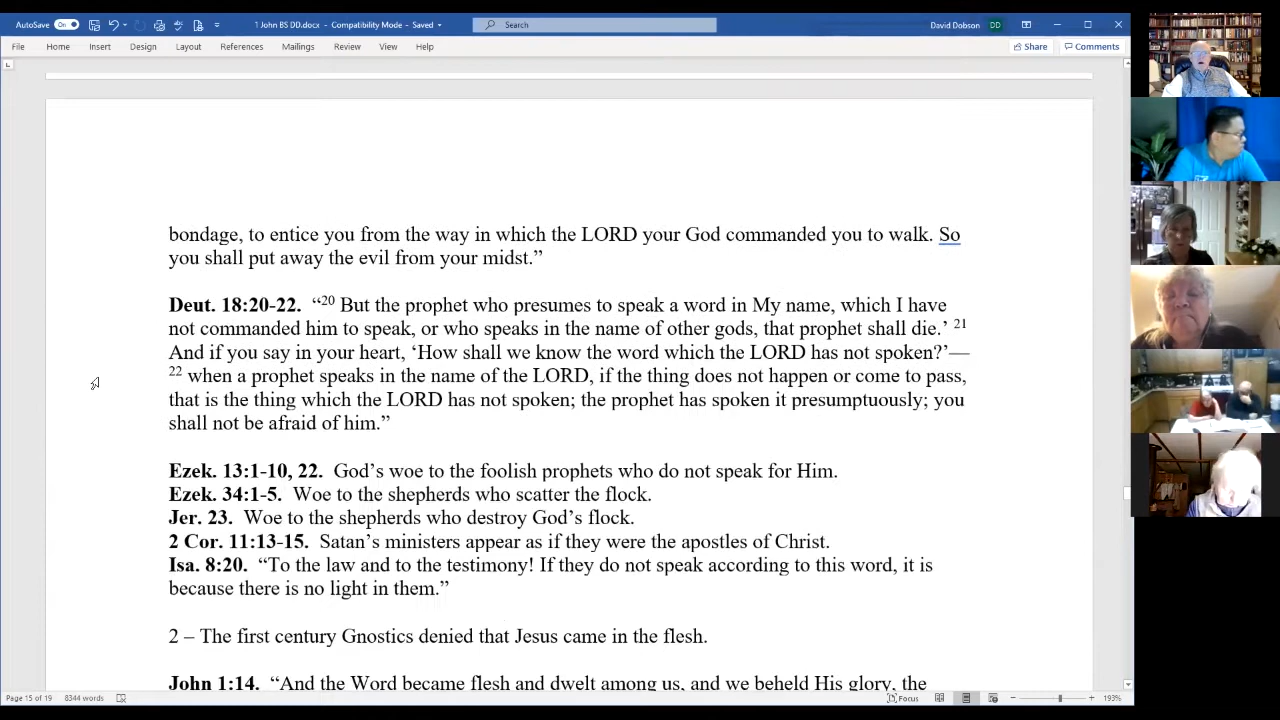 AutoSave On 1 John BS DD.docx - Compatibility Mode - Saved Search David Dobson DD
File Home Insert Design Layout References Mailings Review View Help Share Comments
bondage, to entice you from the way in which the LORD your God commanded you to walk. So
you shall put away the evil from your midst.”
Deut. 18:20-22. “20 But the prophet who presumes to speak a word in My name, which I have
not commanded him to speak, or who speaks in the name of other gods, that prophet shall die.’ 21
And if you say in your heart, ‘How shall we know the word which the LORD has not spoken?’—
22 when a prophet speaks in the name of the LORD, if the thing does not happen or come to pass,
that is the thing which the LORD has not spoken; the prophet has spoken it presumptuously; you
shall not be afraid of him.”
Ezek. 13:1-10, 22. God’s woe to the foolish prophets who do not speak for Him.
Ezek. 34:1-5. Woe to the shepherds who scatter the flock.
Jer. 23. Woe to the shepherds who destroy God’s flock.
2 Cor. 11:13-15. Satan’s ministers appear as if they were the apostles of Christ.
Isa. 8:20. “To the law and to the testimony! If they do not speak according to this word, it is
because there is no light in them.”
2 – The first century Gnostics denied that Jesus came in the flesh.
John 1:14. “And the Word became flesh and dwelt among us, and we beheld His glory, the
Page 15 of 19 8344 words Focus 193%